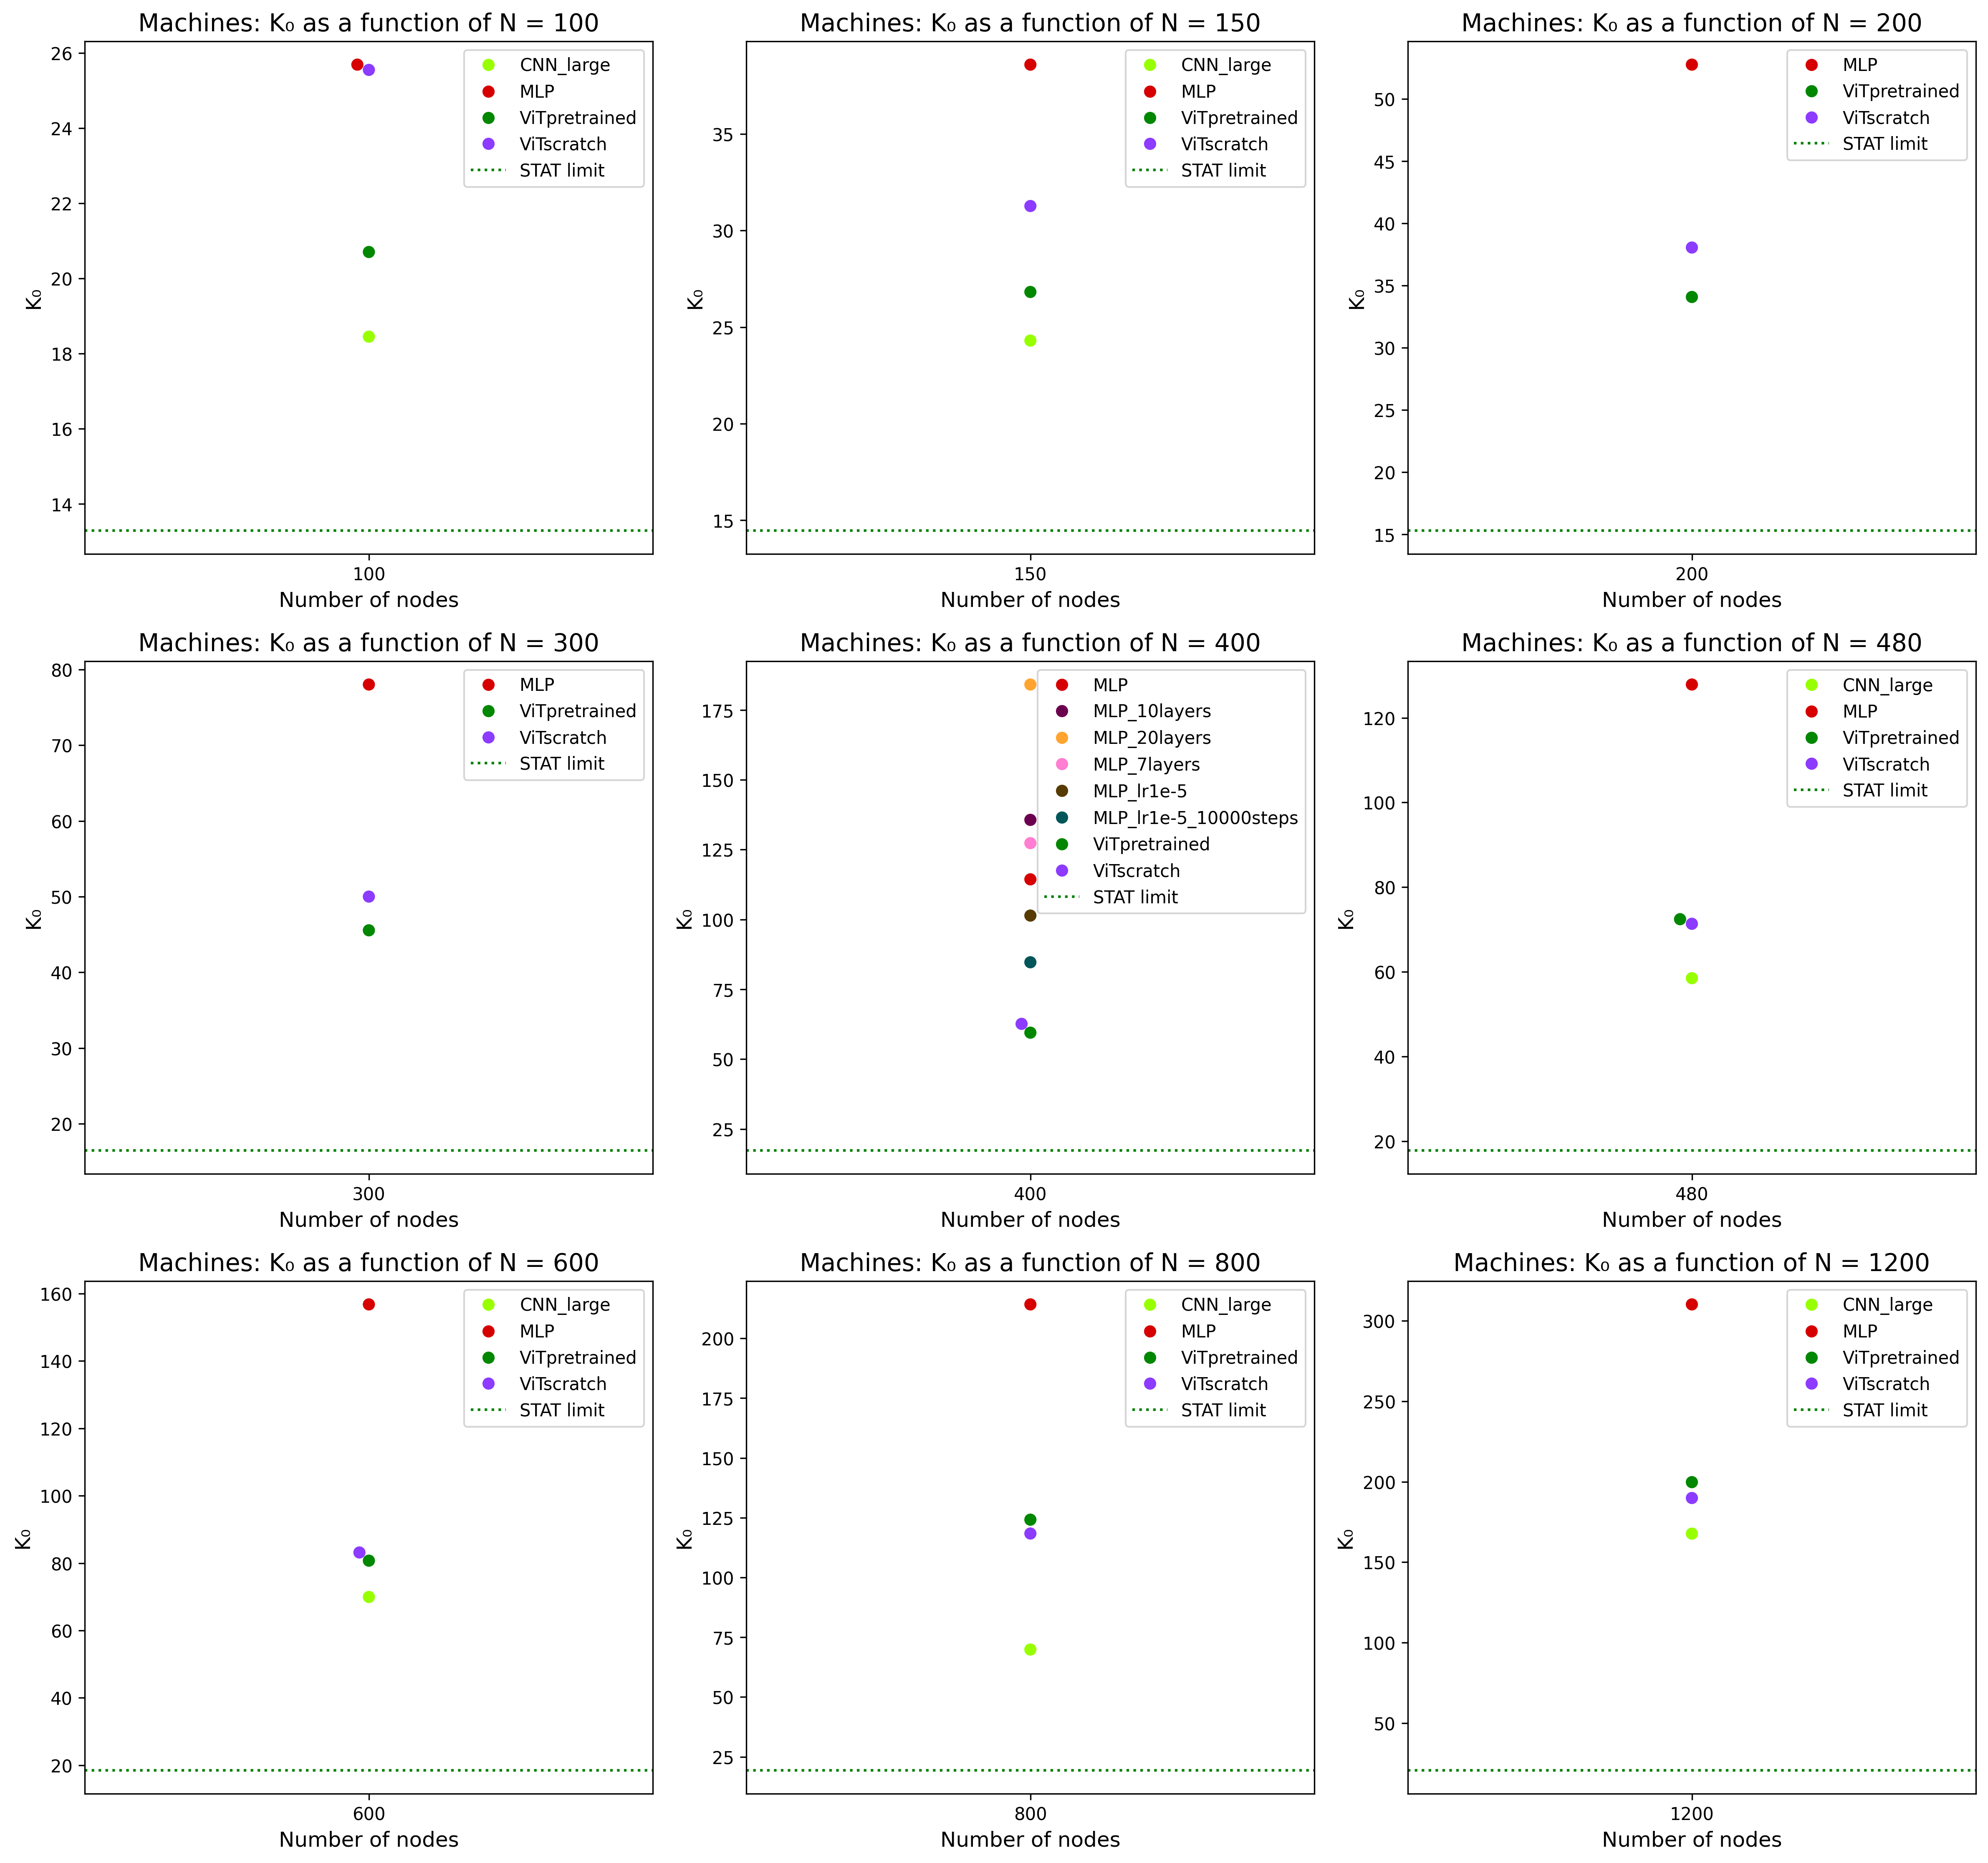 Machines: K₀ as a function of N = 100
K₀
26
24
22
20
18
16
14
CNN_large
MLP
ViTpretrained
ViTscratch
STAT limit
100
Number of nodes
Machines: K₀ as a function of N = 150
K₀
35
30
25
20
15
CNN_large
MLP
ViTpretrained
ViTscratch
STAT limit
150
Number of nodes
Machines: K₀ as a function of N = 200
K₀
50
45
40
35
30
25
20
15
MLP
ViTpretrained
ViTscratch
STAT limit
200
Number of nodes
Machines: K₀ as a function of N = 300
K₀
80
70
60
50
40
30
20
MLP
ViTpretrained
ViTscratch
STAT limit
300
Number of nodes
Machines: K₀ as a function of N = 400
K₀
175
150
125
100
75
50
25
MLP
MLP_10layers
MLP_20layers
MLP_7layers
MLP_lr1e-5
MLP_lr1e-5_10000steps
ViTpretrained
ViTscratch
STAT limit
400
Number of nodes
Machines: K₀ as a function of N = 480
K₀
120
100
80
60
40
20
CNN_large
MLP
ViTpretrained
ViTscratch
STAT limit
480
Number of nodes
Machines: K₀ as a function of N = 600
K₀
160
140
120
100
80
60
40
20
CNN_large
MLP
ViTpretrained
ViTscratch
STAT limit
600
Number of nodes
Machines: K₀ as a function of N = 800
K₀
200
175
150
125
100
75
50
25
CNN_large
MLP
ViTpretrained
ViTscratch
STAT limit
800
Number of nodes
Machines: K₀ as a function of N = 1200
K₀
300
250
200
150
100
50
CNN_large
MLP
ViTpretrained
ViTscratch
STAT limit
1200
Number of nodes